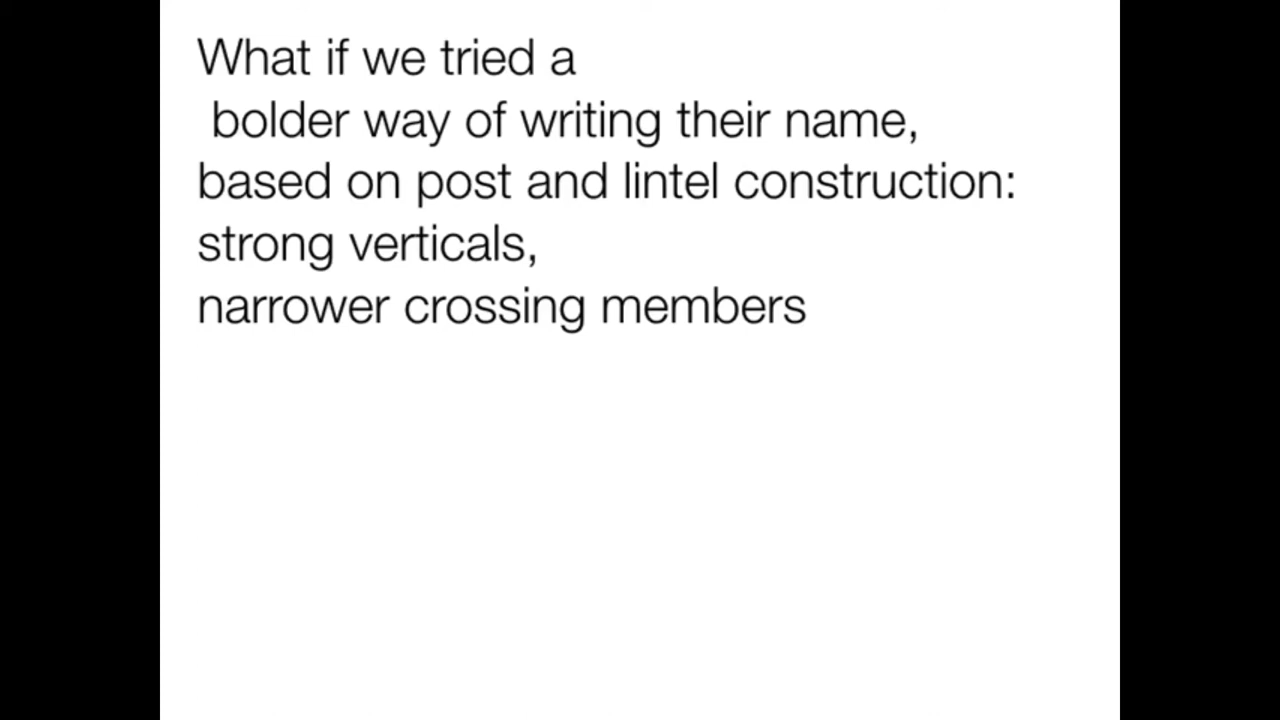 What if we tried a
bolder way of writing their name,
based on post and lintel construction:
strong verticals,
narrower crossing members